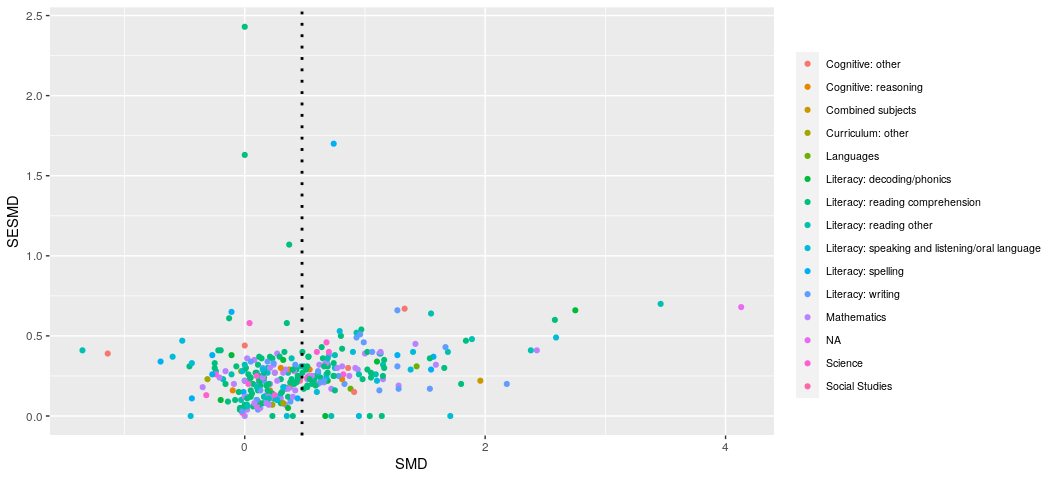 2.5
2.0
1.5
1.0
0.5
0.0
SESMD
0
2
4
SMD
Cognitive: other
Cognitive: reasoning
Combined subjects
Curriculum: other
Languages
Literacy: decoding/phonics
Literacy: reading comprehension
Literacy: reading other
Literacy: speaking and listening/oral language
Literacy: spelling
Literacy: writing
Mathematics
NA
Science
Social Studies